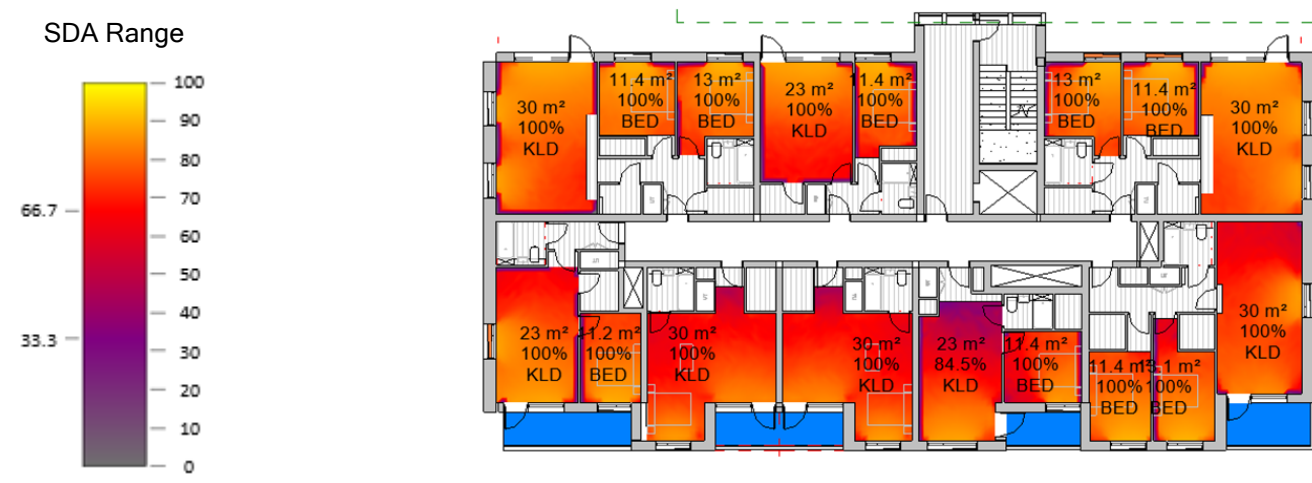 SDA Range
100
90
80
70
66.7
60
50
40
33.3
30
20
10
0
30 m²
100%
KLD
11.4 m²
100%
BED
13 m²
100%
BED
23 m²
100%
KLD
11.4 m²
100%
BED
13 m²
100%
BED
11.4 m²
100%
BED
30 m²
100%
KLD
23 m²
100%
KLD
11.2 m²
100%
BED
30 m²
100%
KLD
30 m²
100%
KLD
23 m²
84.5%
KLD
11.4 m²
100%
BED
11.4 m²
100%
BED
13.1 m²
100%
BED
30 m²
100%
KLD